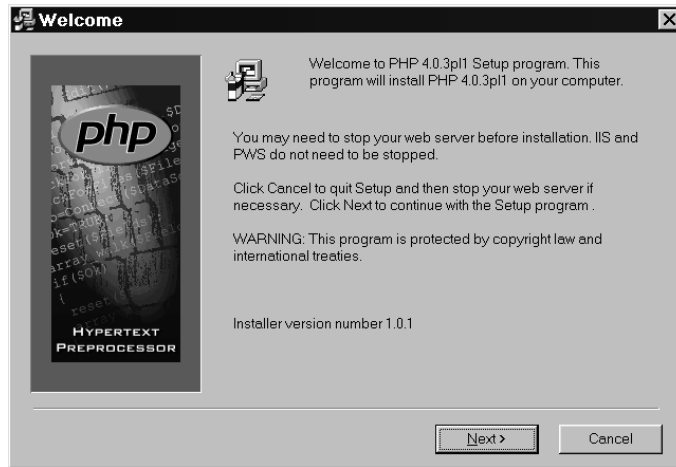 Welcome
Welcome to PHP 4.0.3pl1 Setup program. This
program will install PHP 4.0.3pl1 on your computer.
php
You may need to stop your web server before installation. IIS and
PWS do not need to be stopped.
Click Cancel to quit Setup and then stop your web server if
necessary. Click Next to continue with the Setup program .
WARNING: This program is protected by copyright law and
international treaties.
if($Ok)
{
reset($
HYPERTEXT
PREPROCESSOR
Installer version number 1.0.1
Next >
Cancel